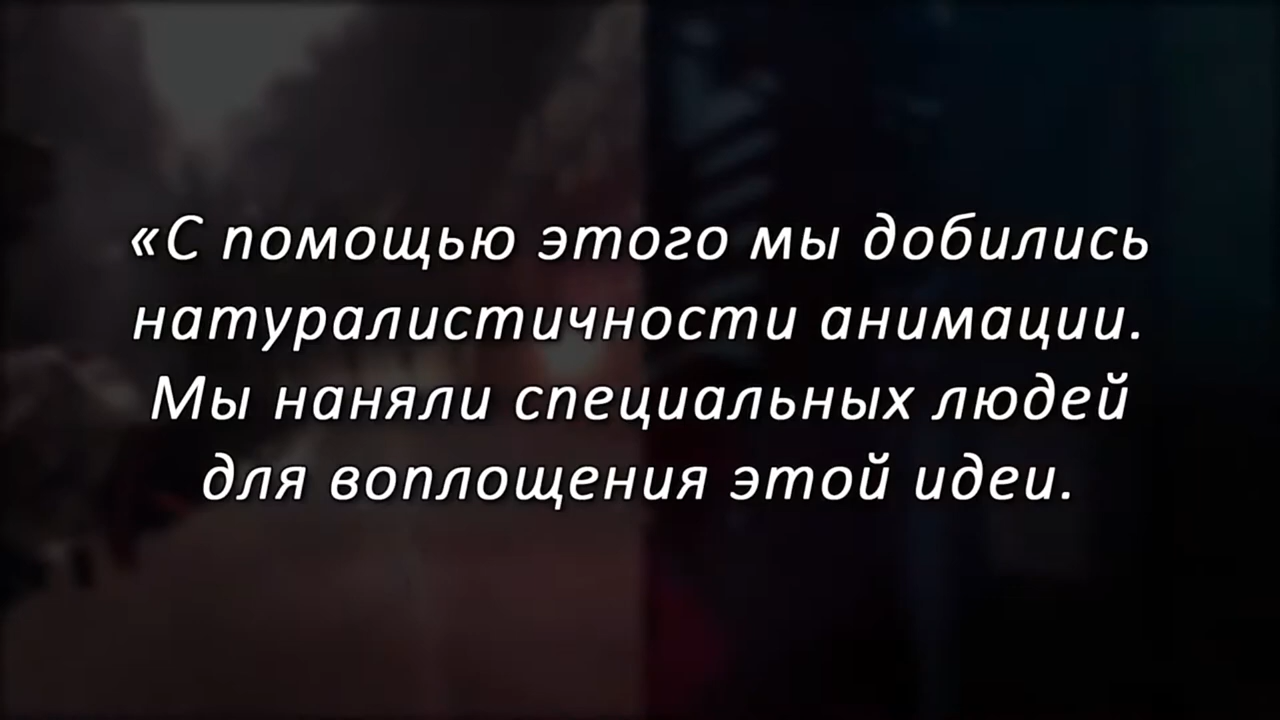 «С помощью этого мы добились
натуралистичности анимации.
Мы наняли специальных людей
для воплощения этой идеи.